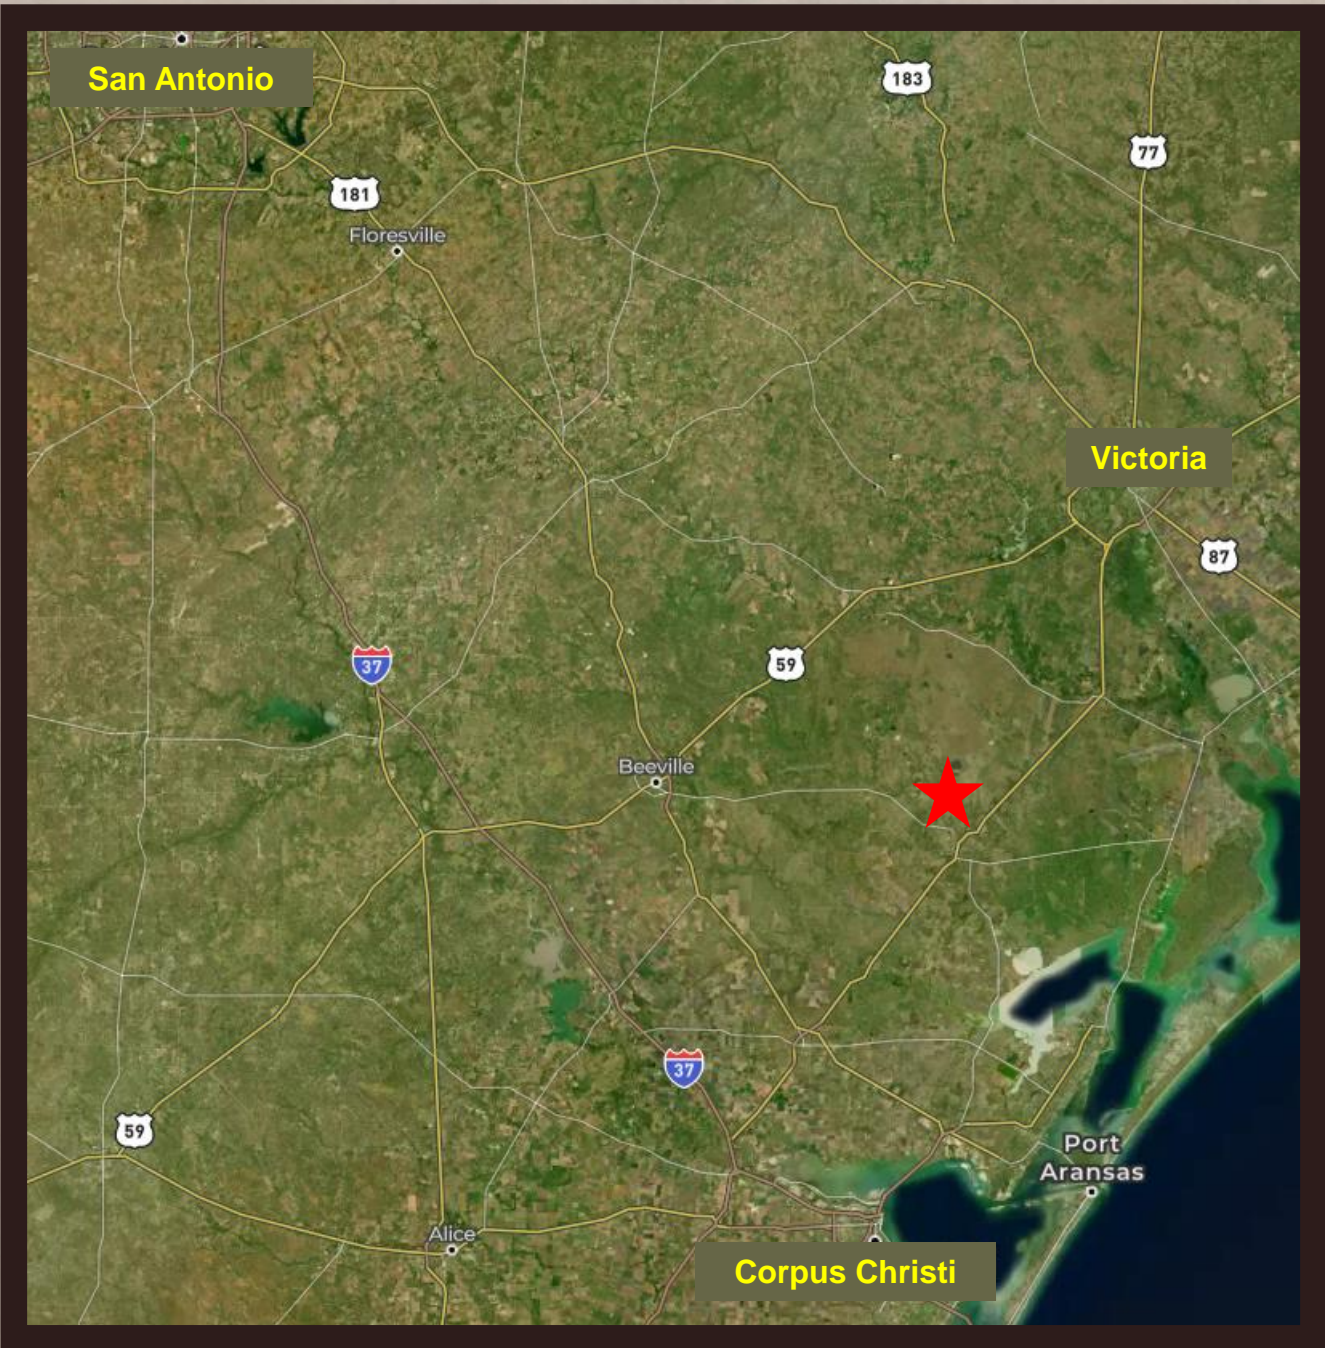 San Antonio
183
77
181
Floresville
Victoria
87
59
37
Beeville
37
59
Port
Aransas
Alice
Corpus Christi